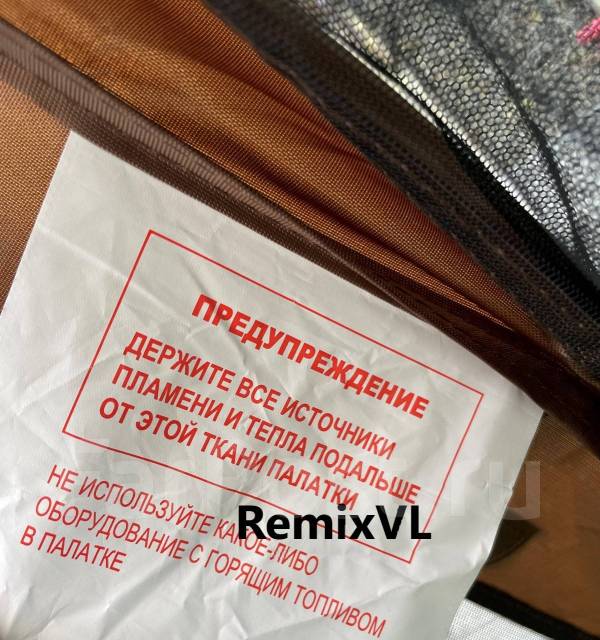 ПРЕДУПРЕЖДЕНИЕ
ДЕРЖИТЕ ВСЕ ИСТОЧНИКИ
ПЛАМЕНИ И ТЕПЛА ПОДАЛЬШЕ
ОТ ЭТОЙ ТКАНИ ПАЛАТКИ
НЕ ИСПОЛЬЗУЙТЕ КАКОЕ-ЛИБО
ОБОРУДОВАНИЕ С ГОРЯЩИМ ТОПЛИВОМ
В ПАЛАТКЕ
RemixVL